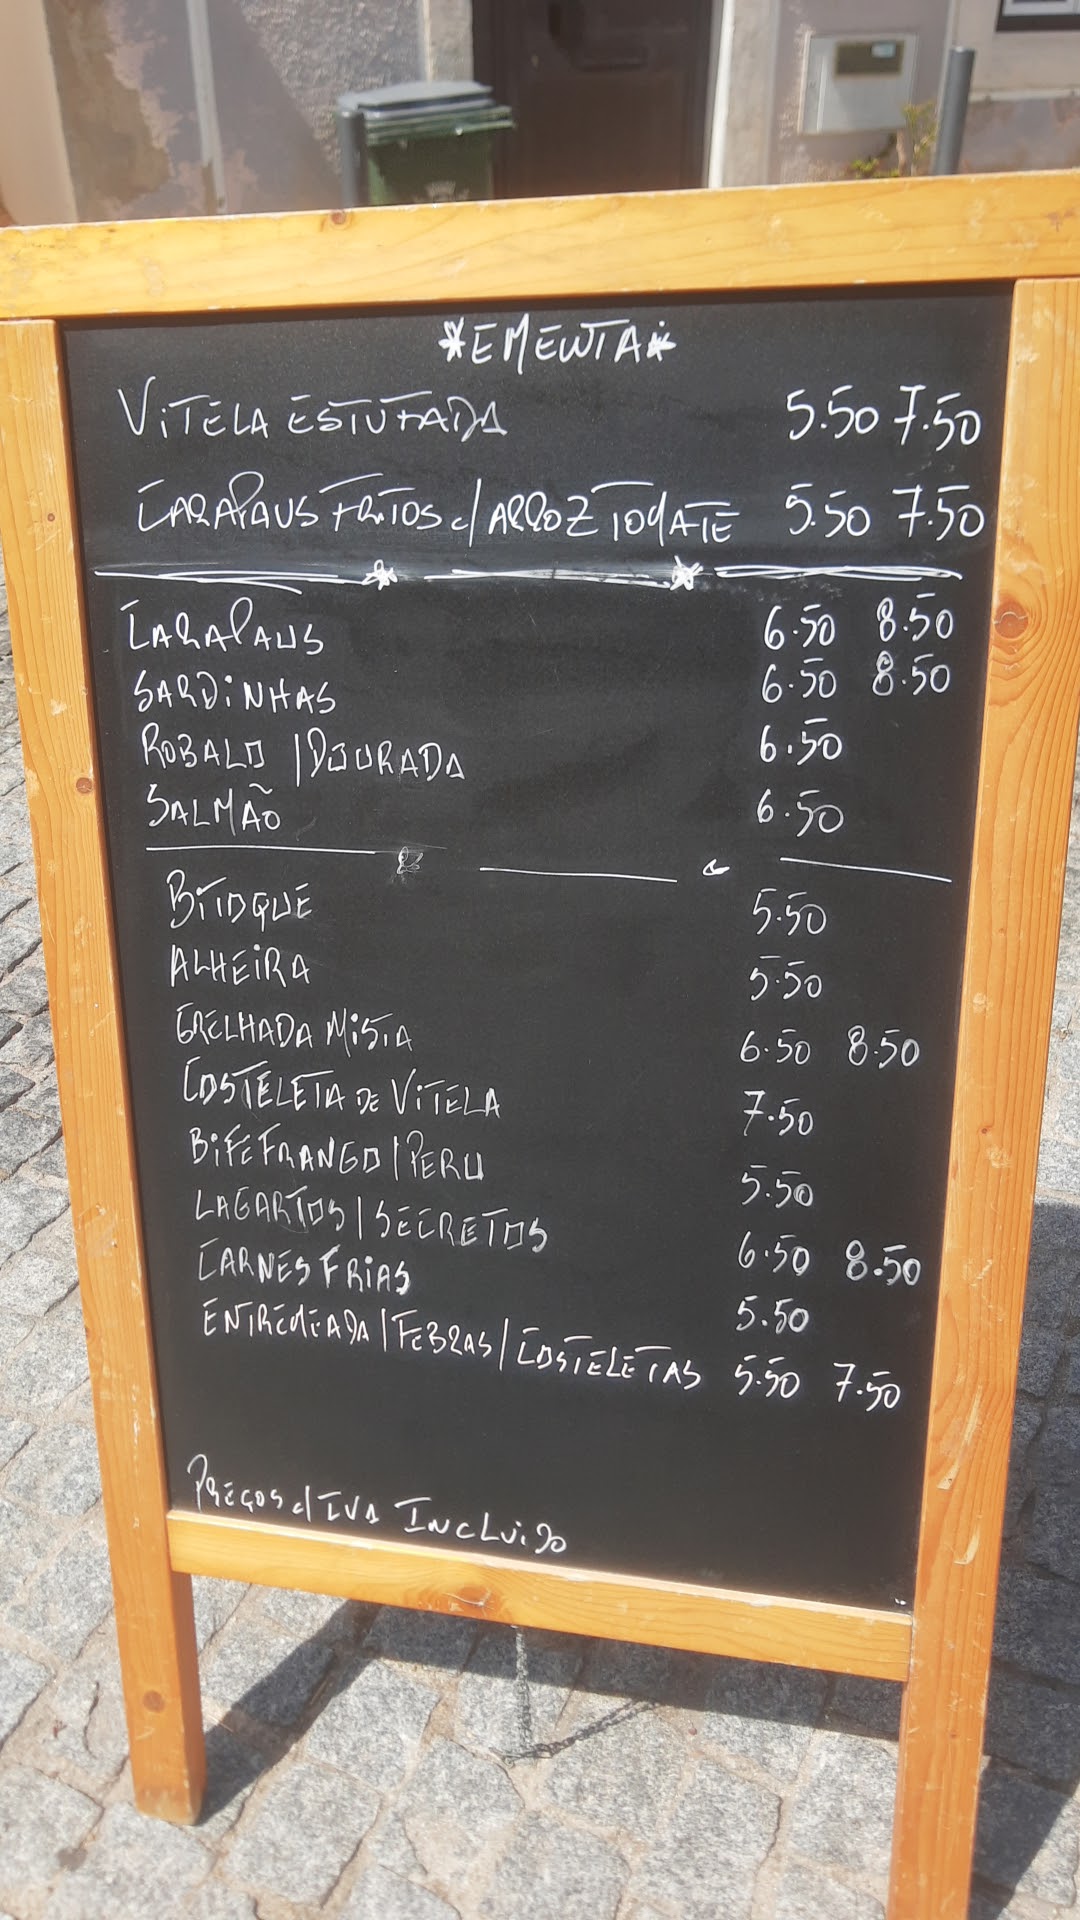 *EMENTA*
VITELA ESTUFADA 5.50 7.50
CARAPAUS FRITOS c/ ARROZ TOMATE 5.50 7.50
CARAPAUS 6.50 8.50
SARDINHAS 6.50 8.50
ROBALO / DOURADA 6.50
SALMÃO 6.50
BITOQUE 5.50
ALHEIRA 5.50
GRELHADA MISTA 6.50 8.50
COSTELETA DE VITELA 7.50
BIFE FRANGO / PERU 5.50
LAGARTOS / SECRETOS 6.50 8.50
CARNES FRIAS 5.50
ENTREMEADA / FEBRAS / COSTELETAS 5.50 7.50
PREÇOS c/ IVA INCLUIDO